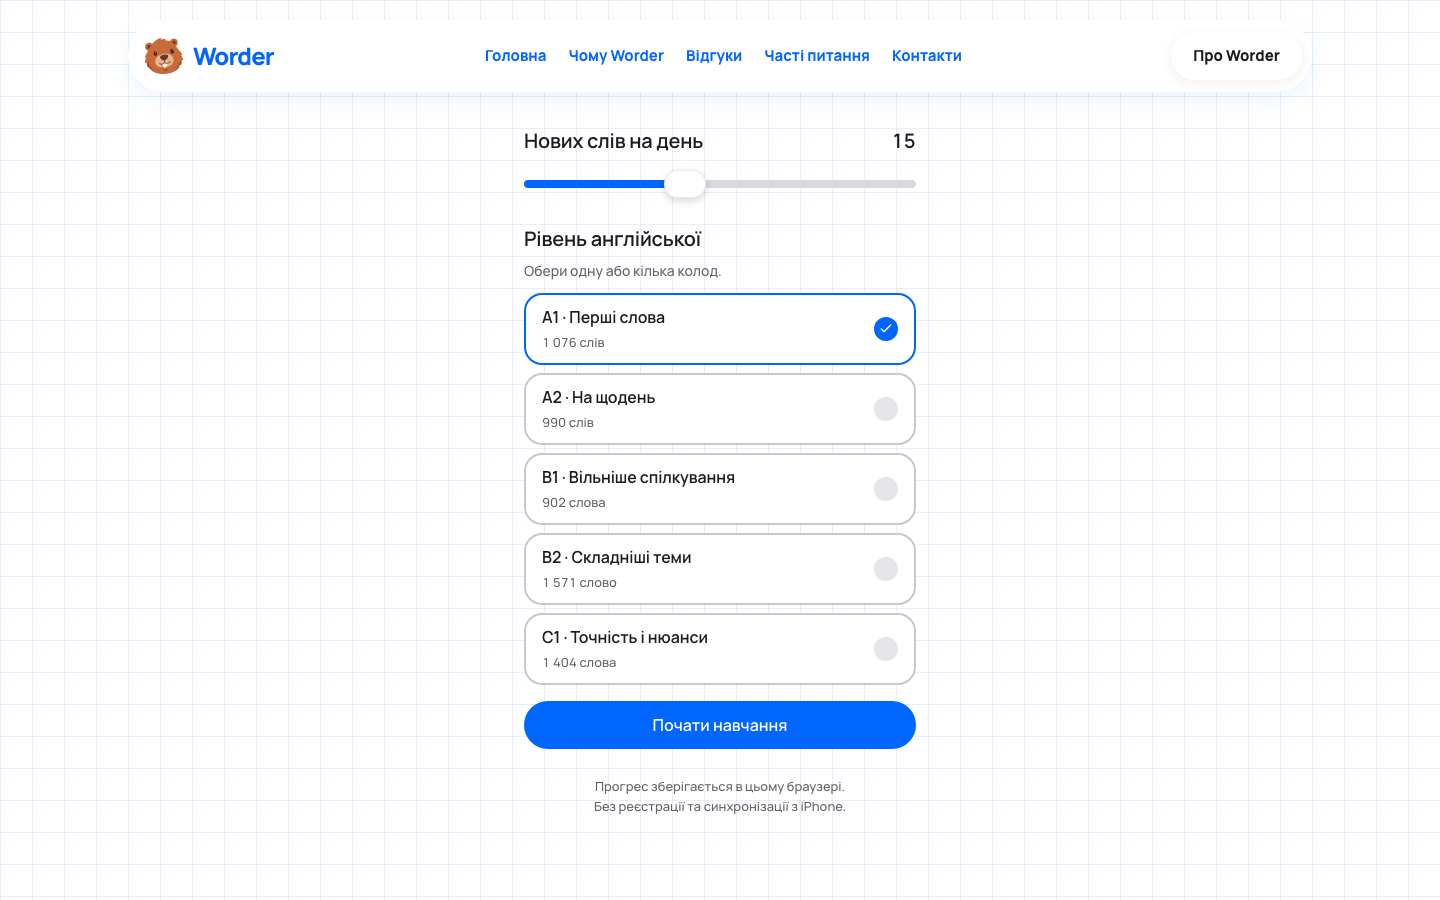 Worder
Головна
Чому Worder
Відгуки
Часті питання
Контакти
Про Worder
Нових слів на день
15
Рівень англійської
Обери одну або кілька колод.
A1 · Перші слова
1 076 слів
A2 · На щодень
990 слів
B1 · Вільніше спілкування
902 слова
B2 · Складніші теми
1 571 слово
C1 · Точність і нюанси
1 404 слова
Почати навчання
Прогрес зберігається в цьому браузері.
Без реєстрації та синхронізації з iPhone.